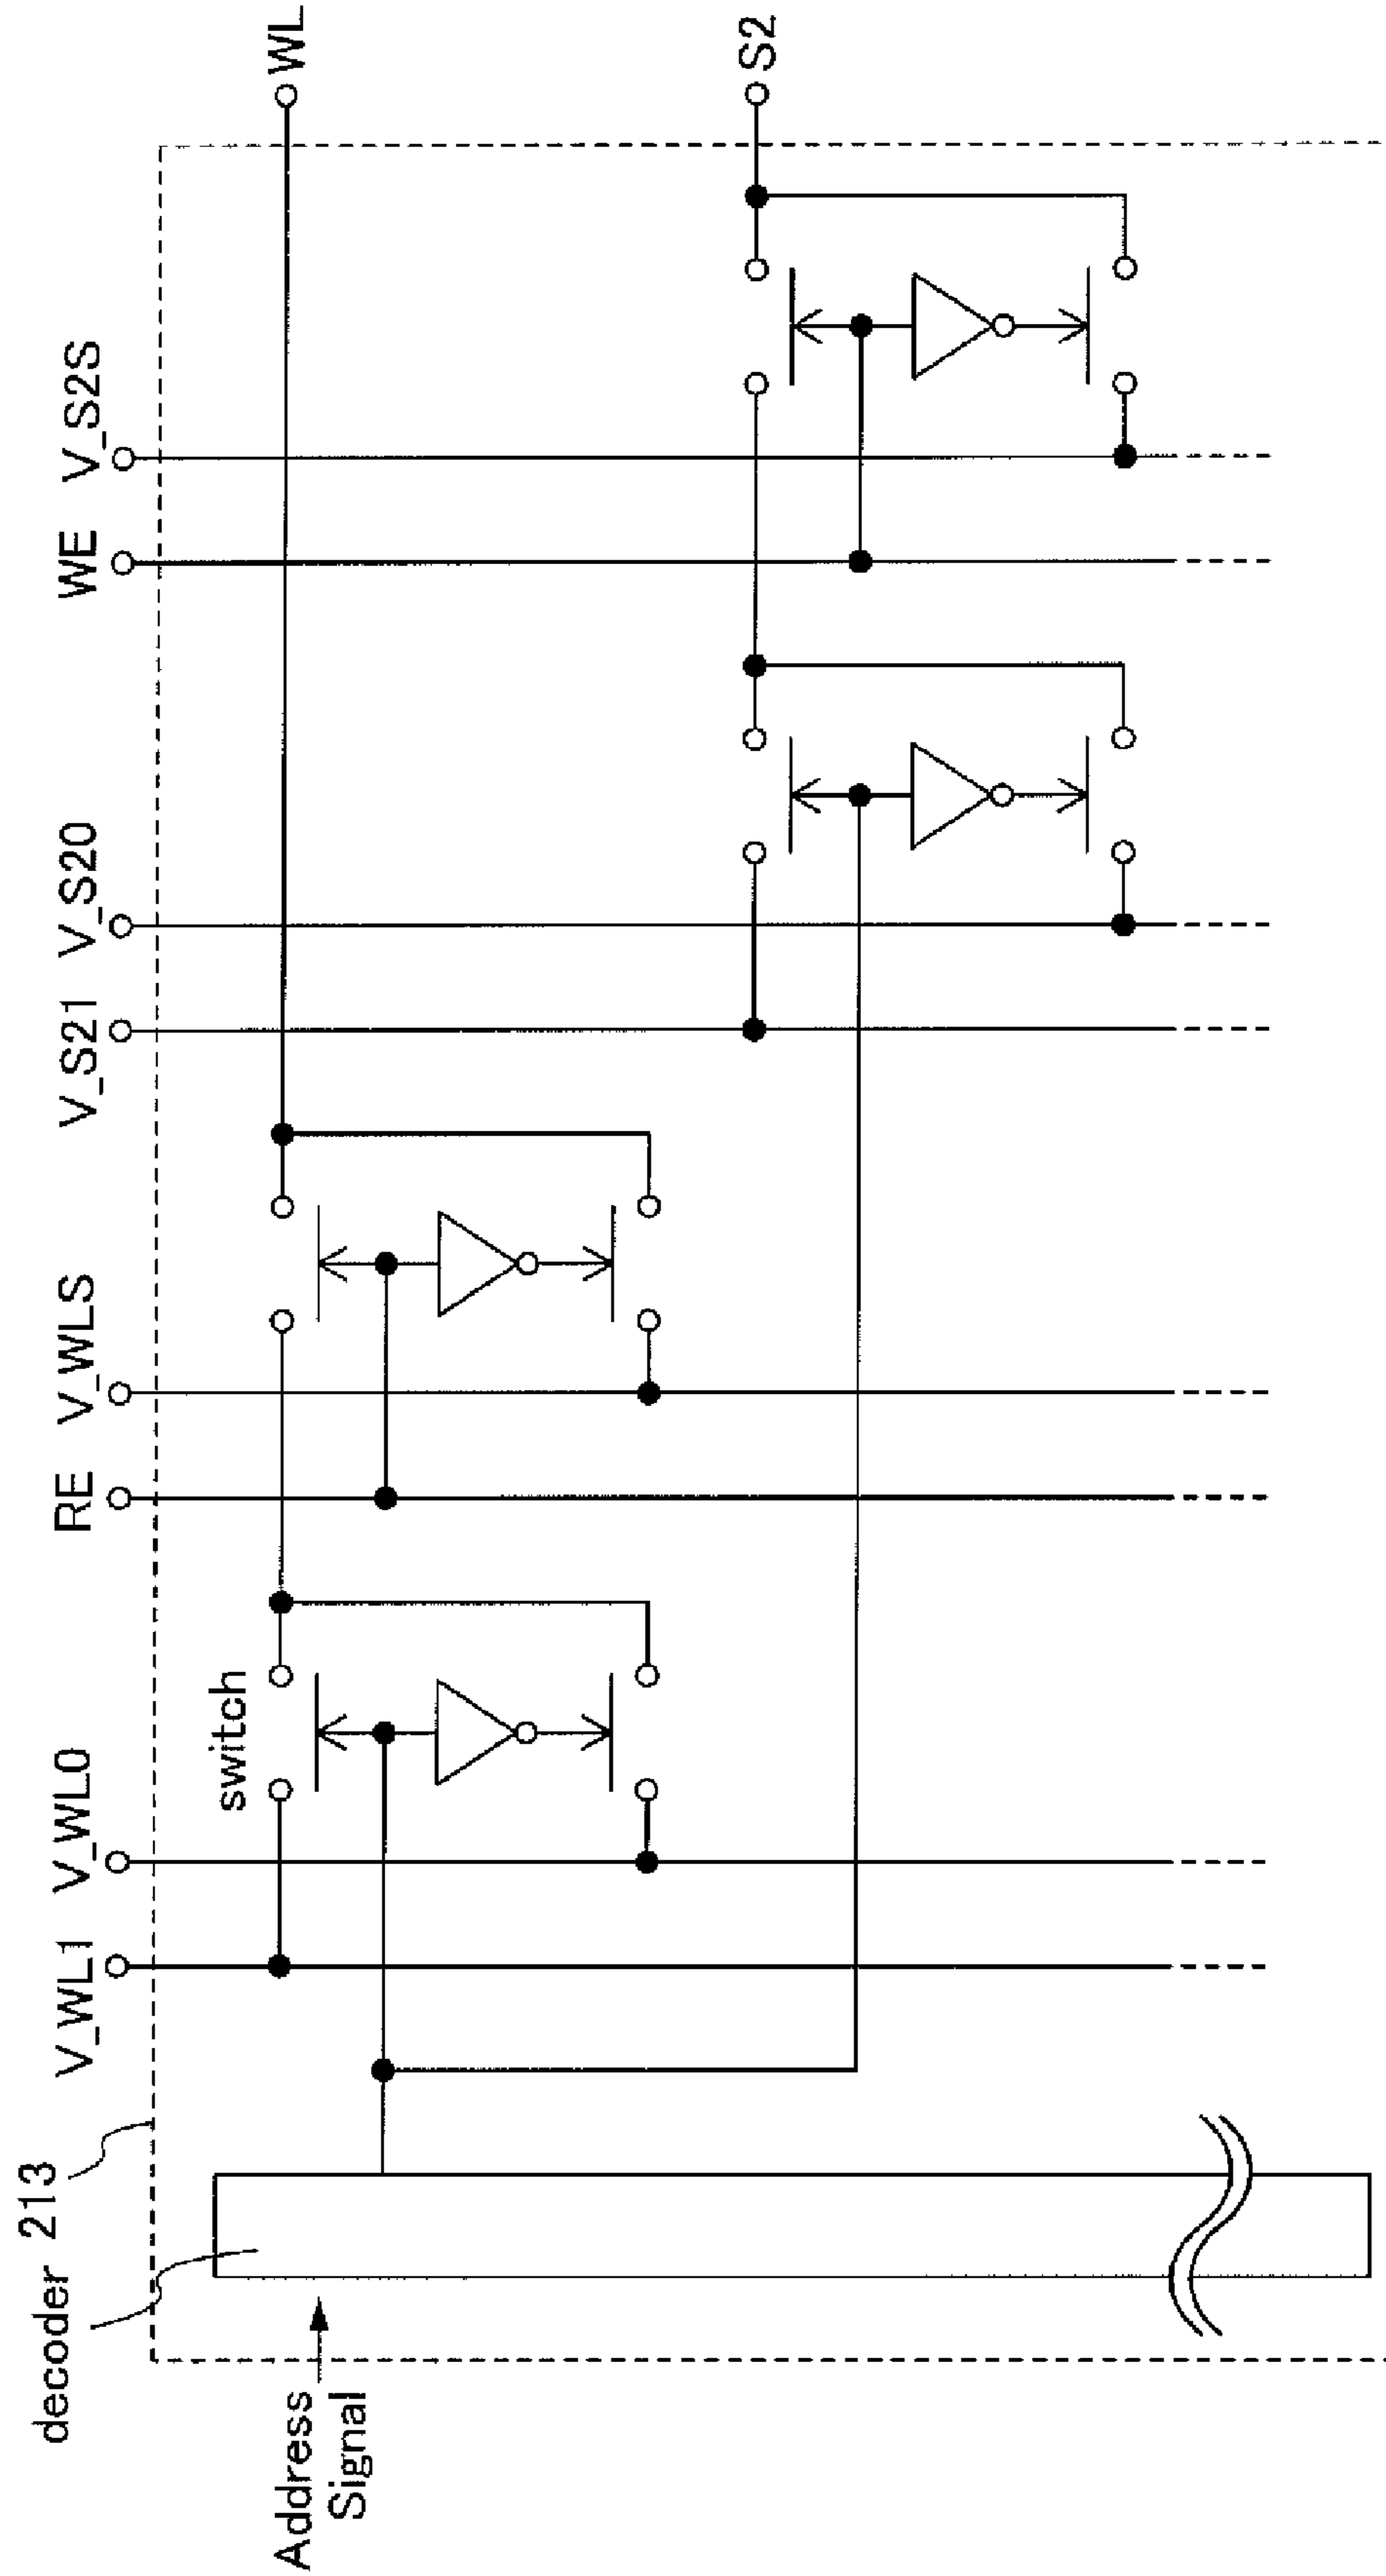 decoder 213
V_WL1
V_WL0
RE
V_WLS
V_S21
V_S20
WE
V_S2S
WL
switch
Address
Signal
S2